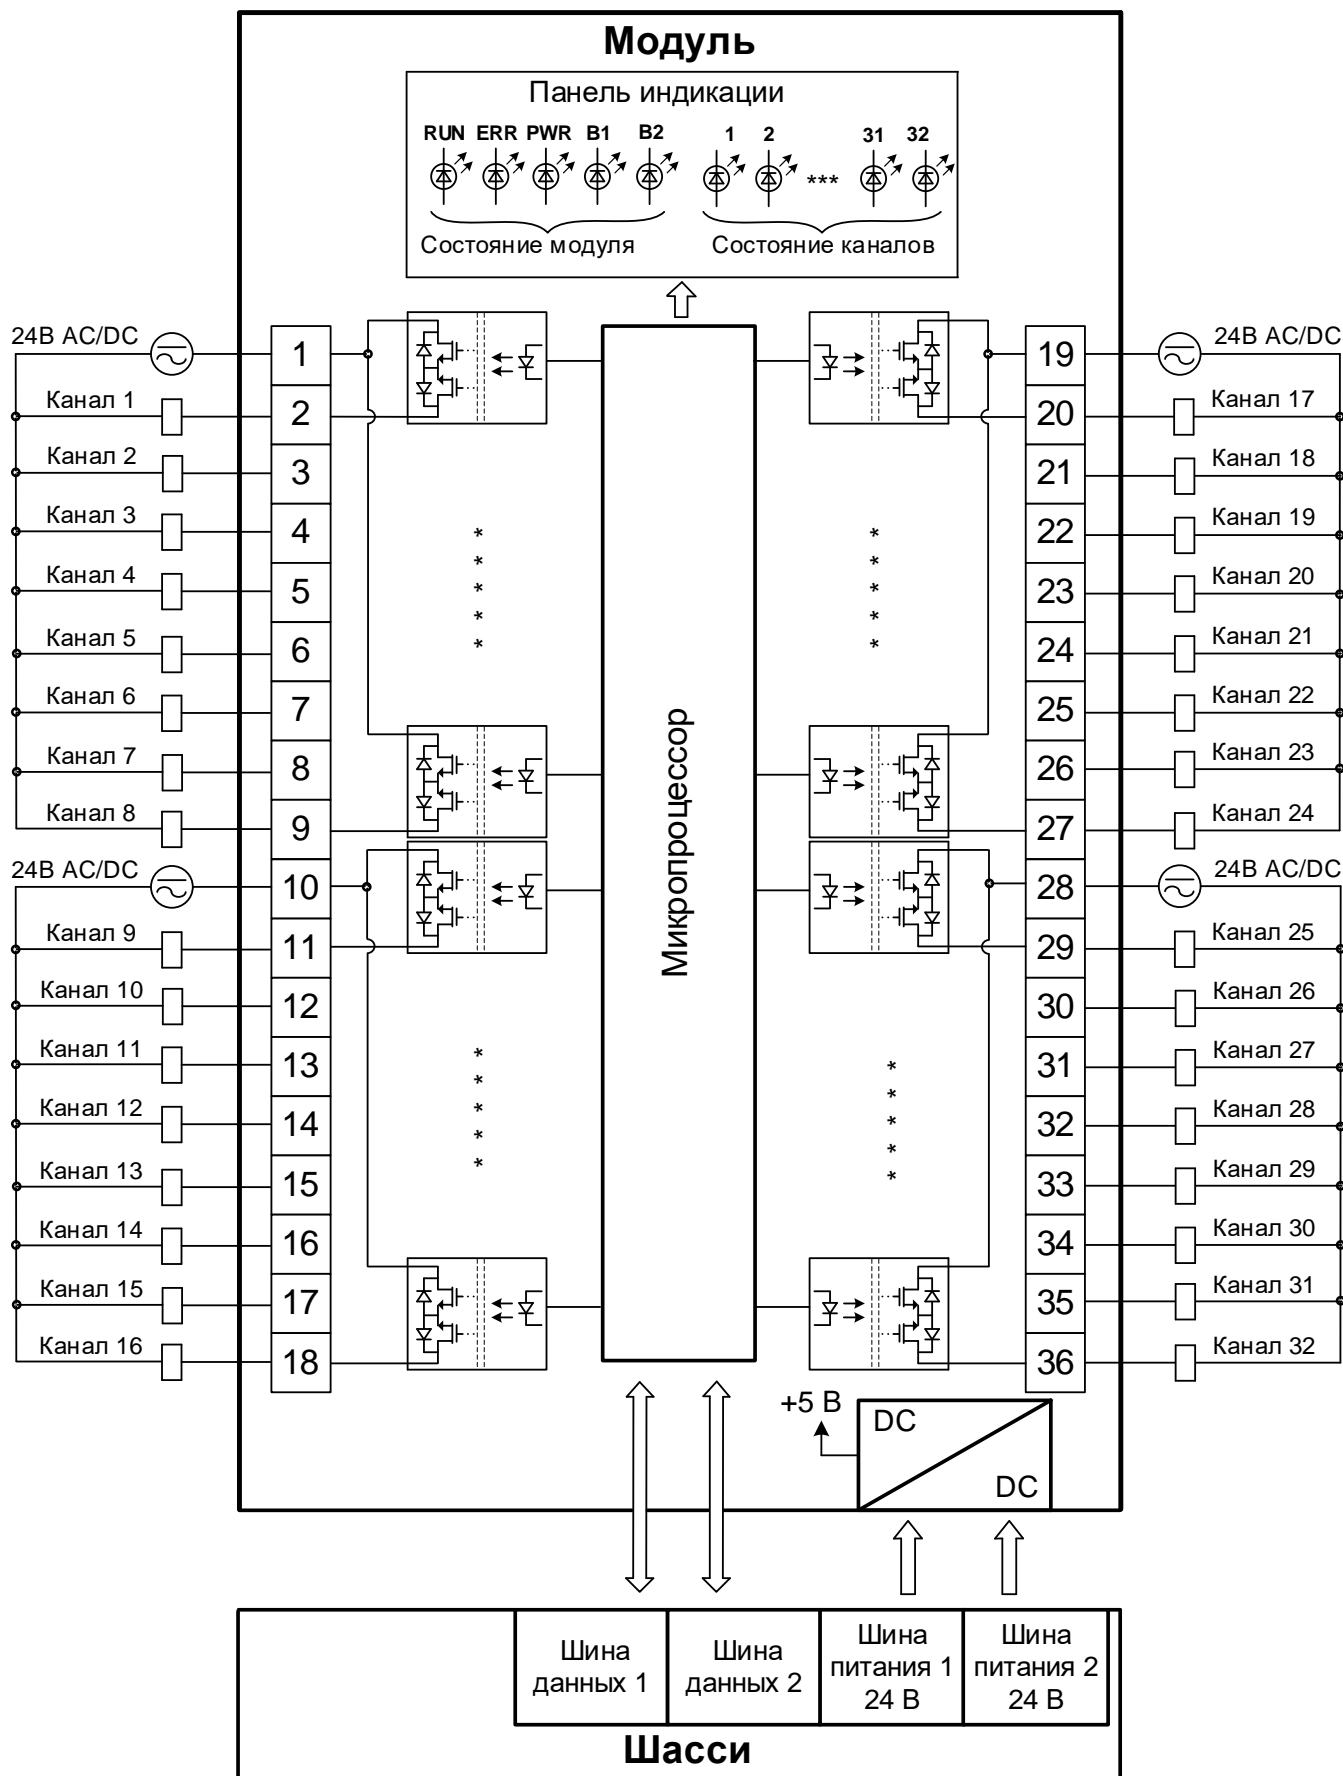 Модуль
Панель индикации
RUN ERR PWR B1 B2 1 2 31 32
***
Состояние модуля Состояние каналов
24В AC/DC 1 19 24В AC/DC
Канал 1 2 20 Канал 17
Канал 2 3 21 Канал 18
Канал 3 4 22 Канал 19
Канал 4 5 23 Канал 20
Канал 5 6 24 Канал 21
Канал 6 7 25 Канал 22
Канал 7 8 26 Канал 23
Канал 8 9 27 Канал 24
24В AC/DC 10 28 24В AC/DC
Канал 9 11 29 Канал 25
Канал 10 12 30 Канал 26
Канал 11 13 31 Канал 27
Канал 12 14 32 Канал 28
Канал 13 15 33 Канал 29
Канал 14 16 34 Канал 30
Канал 15 17 35 Канал 31
Канал 16 18 36 Канал 32
* * * * *
* * * * *
* * * * *
* * * * *
Микропроцессор
+5 В
DC
DC
Шина
данных 1
Шина
данных 2
Шина
питания 1
24 В
Шина
питания 2
24 В
Шасси